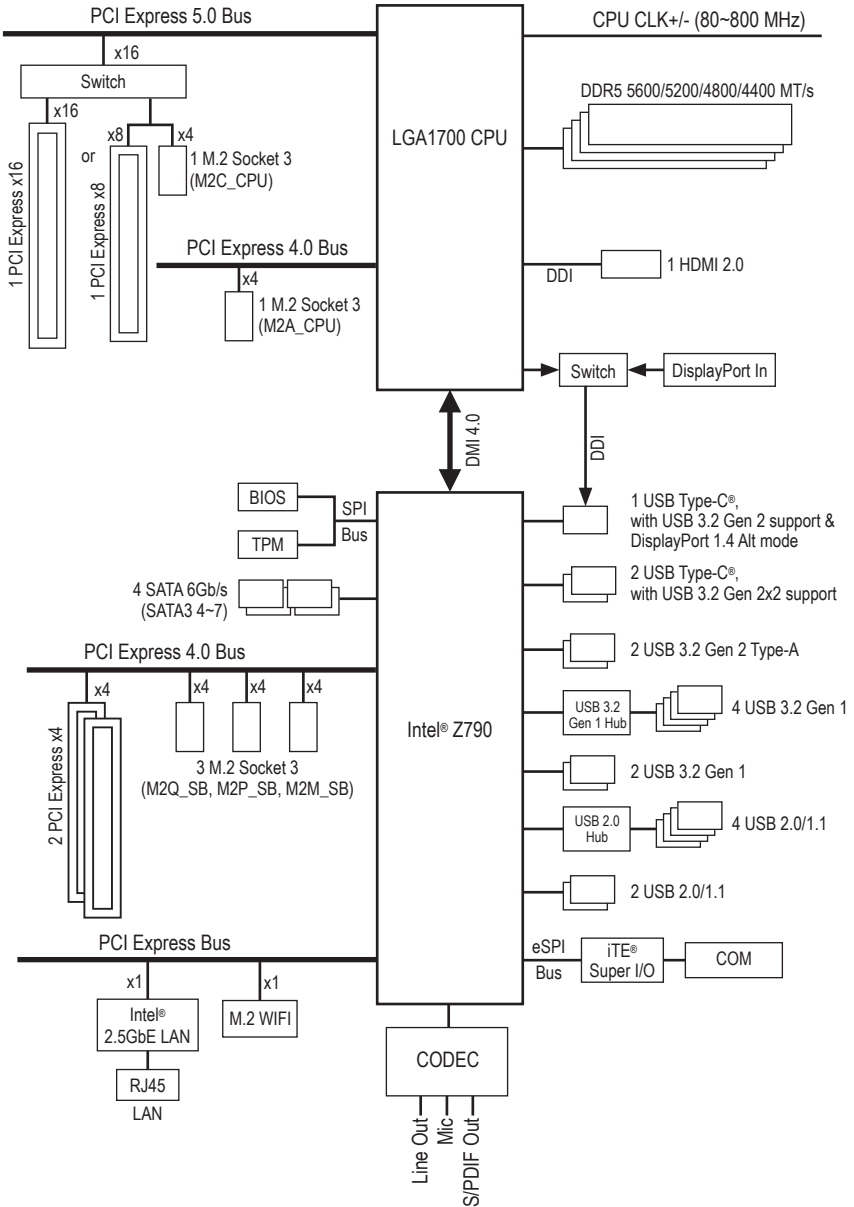 PCI Express 5.0 Bus
CPU CLK+/- (80~800 MHz)
x16
Switch
x16
x8
x4
or
1 M.2 Socket 3
(M2C_CPU)
1 PCI Express x16
1 PCI Express x8
LGA1700 CPU
DDR5 5600/5200/4800/4400 MT/s
PCI Express 4.0 Bus
x4
1 M.2 Socket 3
(M2A_CPU)
DDI
1 HDMI 2.0
Switch
DisplayPort In
DMI 4.0
DDI
BIOS
TPM
SPI
Bus
1 USB Type-C®,
with USB 3.2 Gen 2 support &
DisplayPort 1.4 Alt mode
4 SATA 6Gb/s
(SATA3 4~7)
2 USB Type-C®,
with USB 3.2 Gen 2x2 support
PCI Express 4.0 Bus
2 USB 3.2 Gen 2 Type-A
x4
x4
x4
x4
2 PCI Express x4
3 M.2 Socket 3
(M2Q_SB, M2P_SB, M2M_SB)
Intel® Z790
USB 3.2
Gen 1 Hub
4 USB 3.2 Gen 1
2 USB 3.2 Gen 1
USB 2.0
Hub
4 USB 2.0/1.1
2 USB 2.0/1.1
PCI Express Bus
eSPI
Bus
iTE®
Super I/O
COM
x1
x1
Intel®
2.5GbE LAN
M.2 WIFI
RJ45
LAN
CODEC
Line Out
Mic
S/PDIF Out